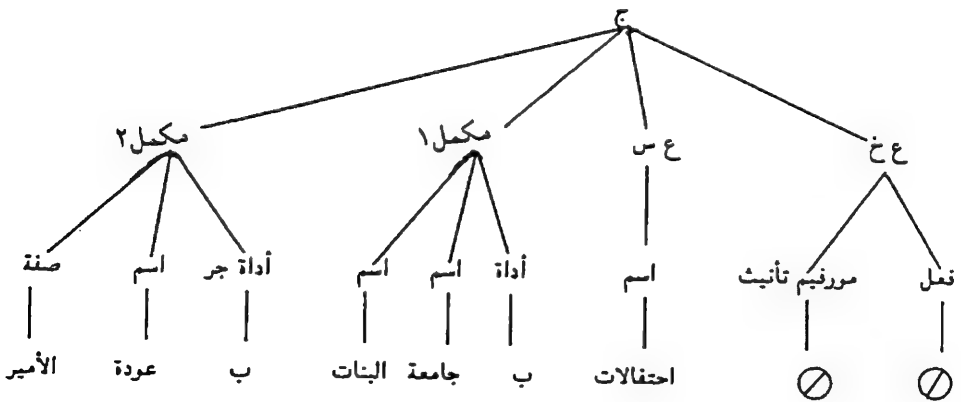 ج
ع خ ع س مكمل١ مكمل٢
فعل مورفيم تأنيث اسم أداة اسم اسم أداة جر اسم صفة
∅ ∅ احتفالات ب جامعة البنات ب عودة الأمير